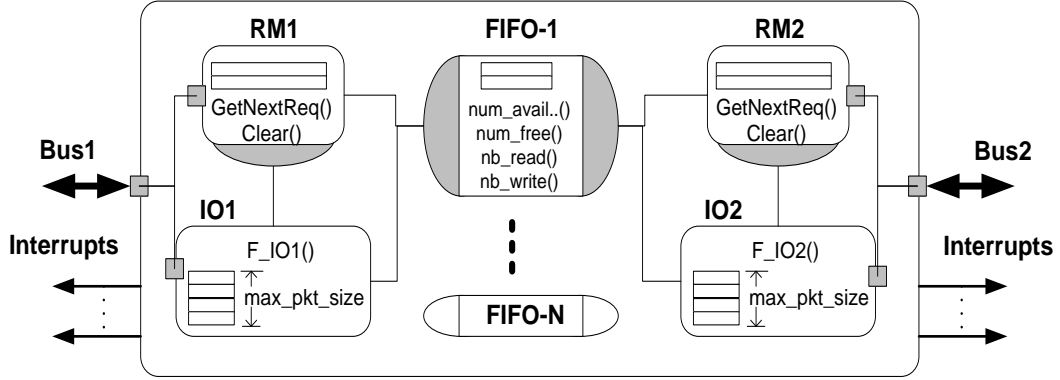 RM1
FIFO-1
RM2
GetNextReq()
Clear()
num_avail..()
num_free()
nb_read()
nb_write()
GetNextReq()
Clear()
Bus1
Bus2
IO1
IO2
Interrupts
Interrupts
F_IO1()
max_pkt_size
F_IO2()
max_pkt_size
FIFO-N